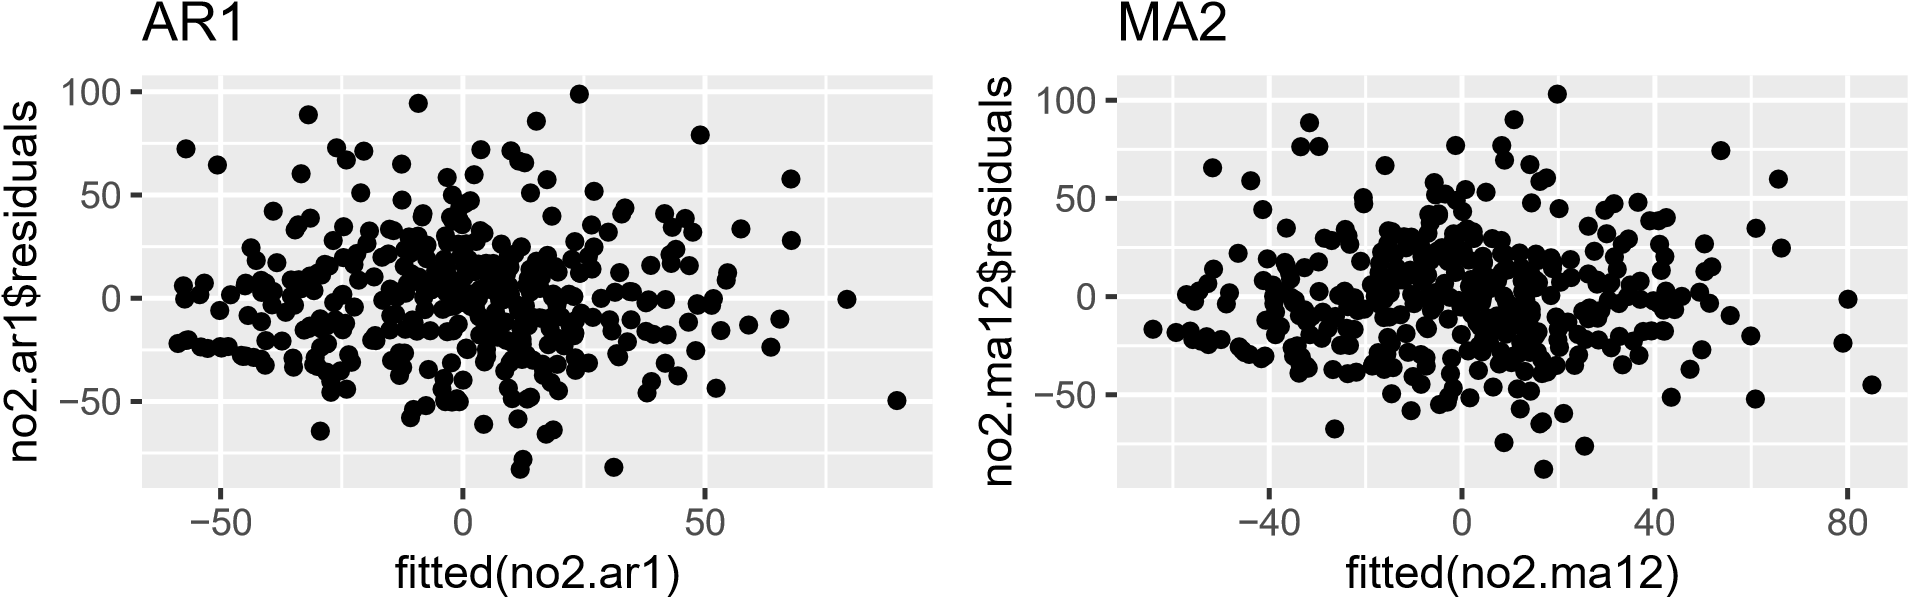 AR1
no2.ar1$residuals
100
50
0
−50
−50
0
50
fitted(no2.ar1)
MA2
no2.ma12$residuals
100
50
0
−50
−40
0
40
80
fitted(no2.ma12)